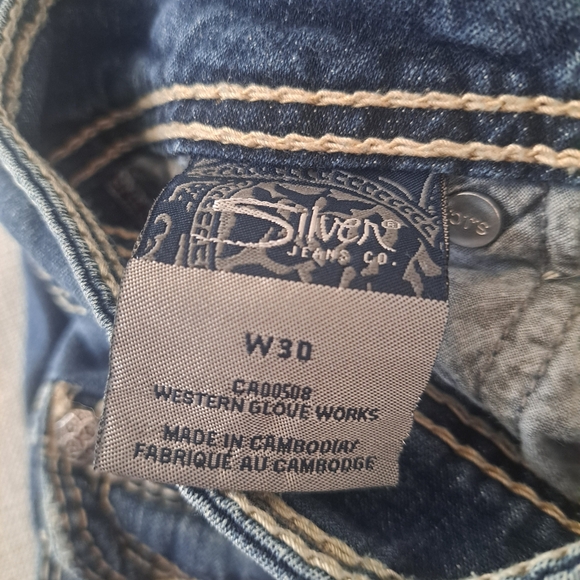 Silver®
JEANS CO.
W30
CA00508
WESTERN GLOVE WORKS
MADE IN CAMBODIA
FABRIQUÉ AU CAMBODGE